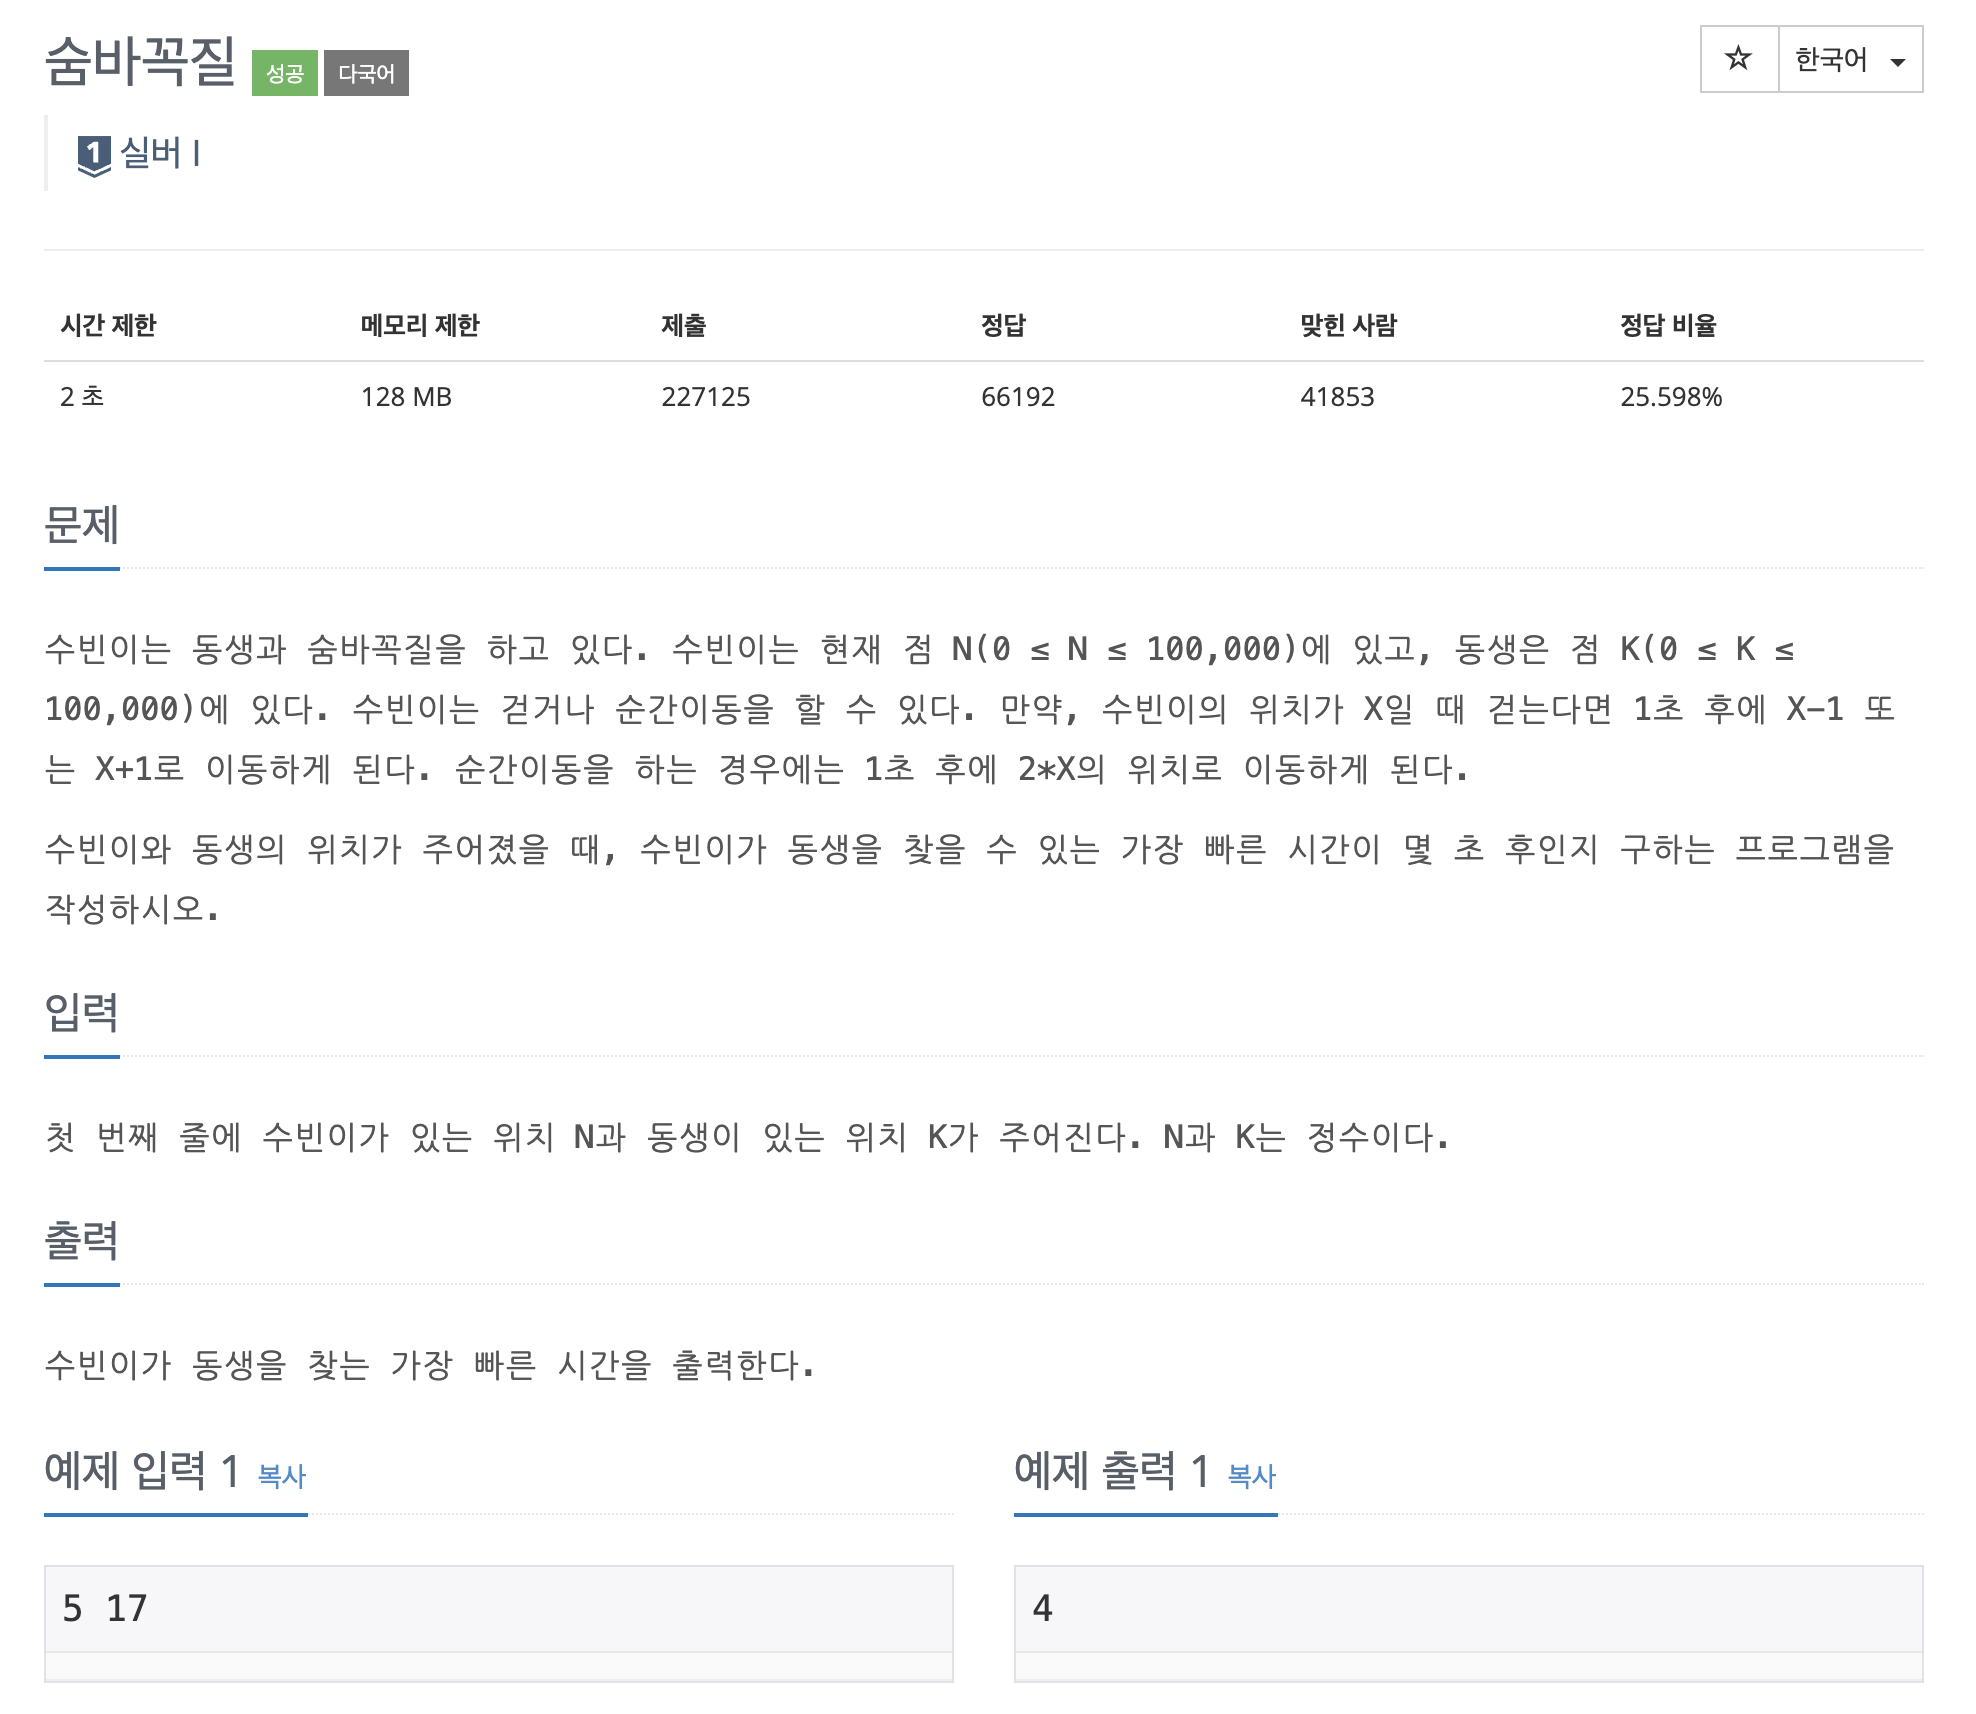 숨바꼭질 성공 다국어
☆ 한국어
1 실버 I
시간 제한 메모리 제한 제출 정답 맞힌 사람 정답 비율
2 초 128 MB 227125 66192 41853 25.598%
문제
수빈이는 동생과 숨바꼭질을 하고 있다. 수빈이는 현재 점 N(0 ≤ N ≤ 100,000)에 있고, 동생은 점 K(0 ≤ K ≤
100,000)에 있다. 수빈이는 걷거나 순간이동을 할 수 있다. 만약, 수빈이의 위치가 X일 때 걷는다면 1초 후에 X-1 또
는 X+1로 이동하게 된다. 순간이동을 하는 경우에는 1초 후에 2*X의 위치로 이동하게 된다.
수빈이와 동생의 위치가 주어졌을 때, 수빈이가 동생을 찾을 수 있는 가장 빠른 시간이 몇 초 후인지 구하는 프로그램을
작성하시오.
입력
첫 번째 줄에 수빈이가 있는 위치 N과 동생이 있는 위치 K가 주어진다. N과 K는 정수이다.
출력
수빈이가 동생을 찾는 가장 빠른 시간을 출력한다.
예제 입력 1 복사
5 17
예제 출력 1 복사
4